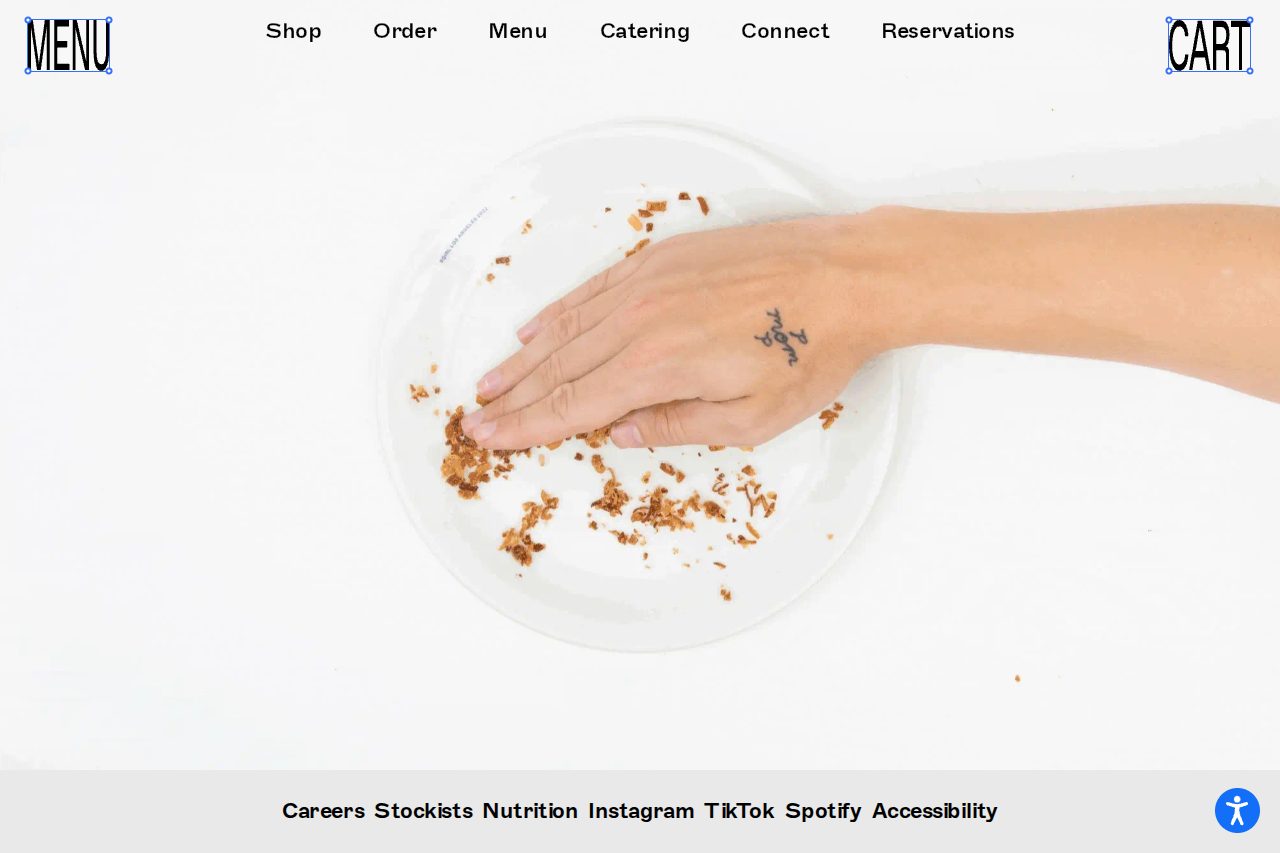 MENU
Shop Order Menu Catering Connect Reservations
CART
Careers Stockists Nutrition Instagram TikTok Spotify Accessibility